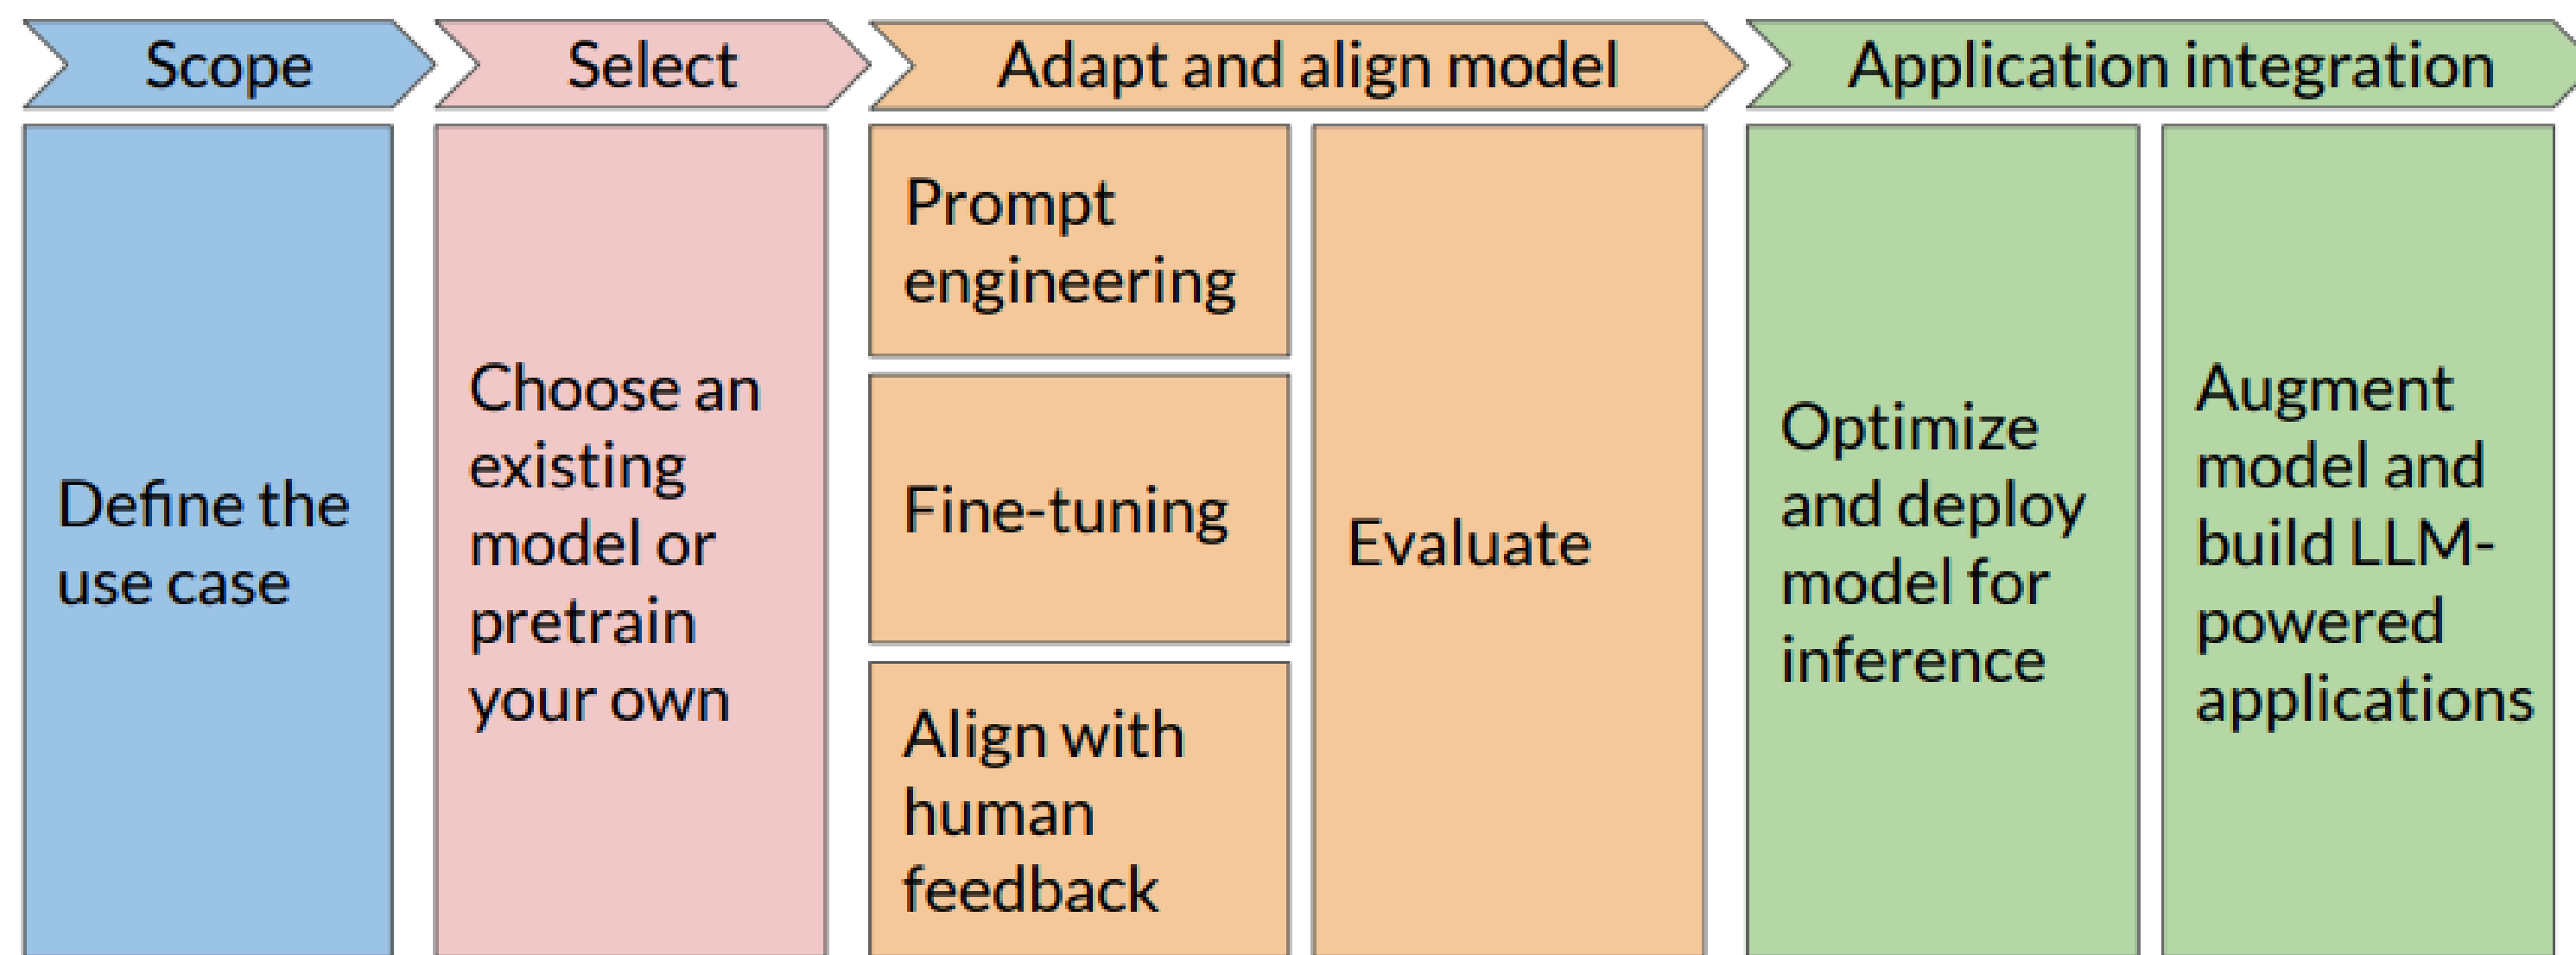 Scope
Select
Adapt and align model
Application integration
Define the
use case
Choose an
existing
model or
pretrain
your own
Prompt
engineering
Fine-tuning
Align with
human
feedback
Evaluate
Optimize
and deploy
model for
inference
Augment
model and
build LLM-
powered
applications